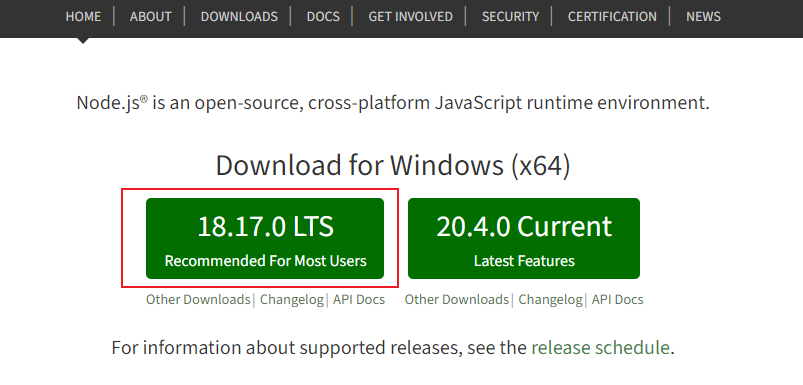 HOME | ABOUT | DOWNLOADS | DOCS | GET INVOLVED | SECURITY | CERTIFICATION | NEWS
Node.js® is an open-source, cross-platform JavaScript runtime environment.
Download for Windows (x64)
18.17.0 LTS
Recommended For Most Users
20.4.0 Current
Latest Features
Other Downloads | Changelog | API Docs
Other Downloads | Changelog | API Docs
For information about supported releases, see the release schedule.